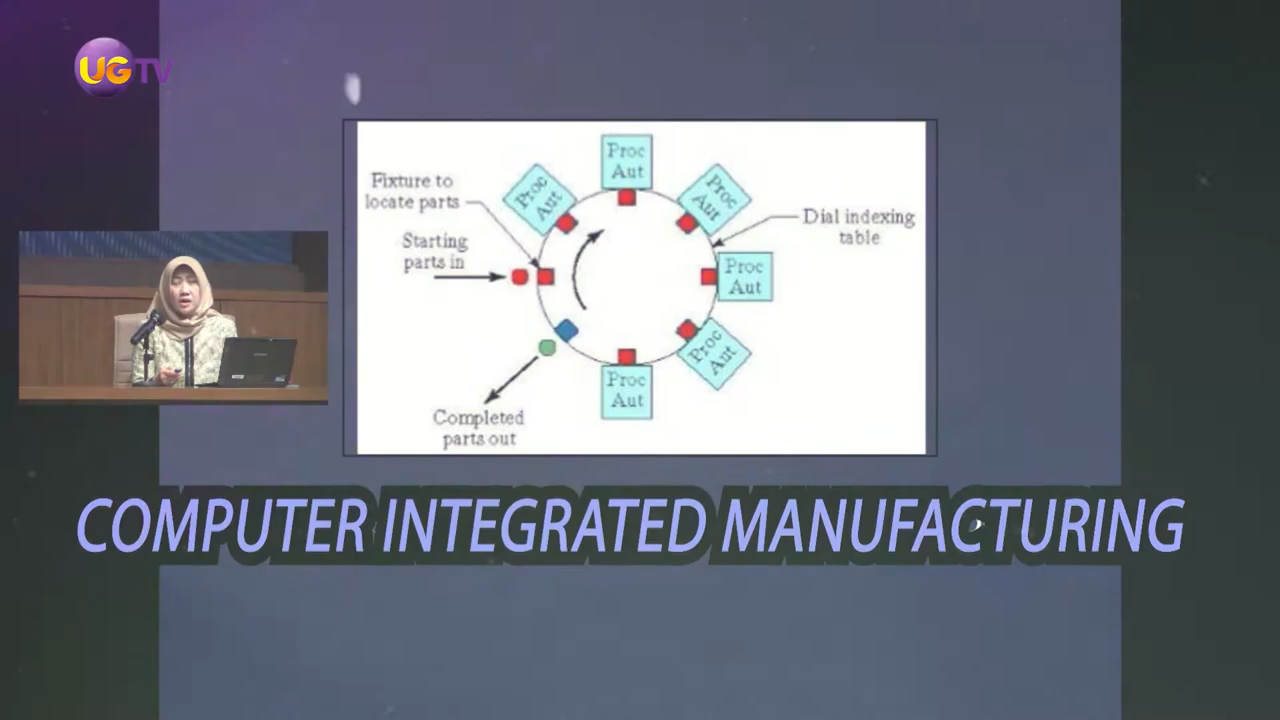 UGTV
Proc
Aut
Proc
Aut
Proc
Aut
Fixture to
locate parts
Dial indexing
table
Starting
parts in
Proc
Aut
Proc
Aut
Proc
Aut
Completed
parts out
COMPUTER INTEGRATED MANUFACTURING